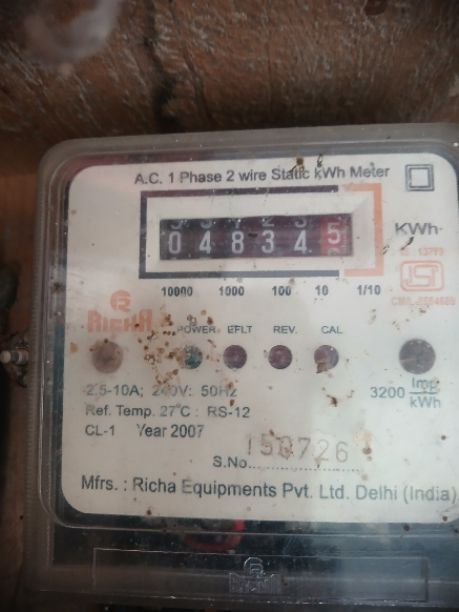 A.C. 1 Phase 2 wire Static kWh Meter
048345
KWh
10000 1000 100 10 1/10
RICHA
POWER EFLT REV. CAL
2.5-10A; 240V: 50Hz
3200 Imp/kWh
Ref. Temp. 27°C : RS-12
CL-1 Year 2007
S.No.
Mfrs. : Richa Equipments Pvt. Ltd. Delhi (India)